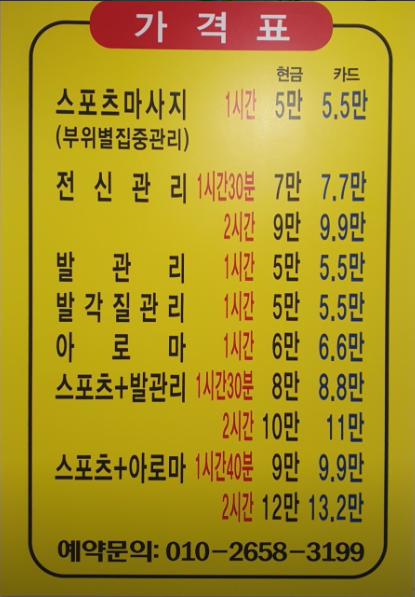 가격표
현금 카드
스포츠마사지 1시간 5만 5.5만
(부위별집중관리)
전신관리 1시간30분 7만 7.7만
2시간 9만 9.9만
발관리 1시간 5만 5.5만
발각질관리 1시간 5만 5.5만
아로마 1시간 6만 6.6만
스포츠+발관리 1시간30분 8만 8.8만
2시간 10만 11만
스포츠+아로마 1시간40분 9만 9.9만
2시간 12만 13.2만
예약문의: 010-2658-3199